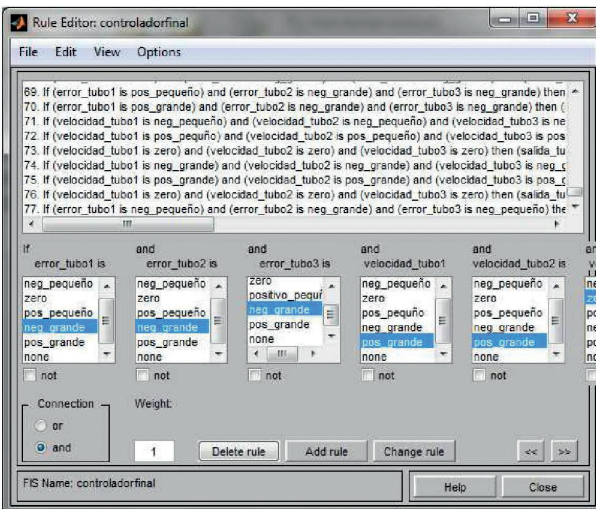 Rule Editor: controladorfinal
File Edit View Options
69. If (error_tubo1 is pos_pequeño) and (error_tubo2 is neg_grande) and (error_tubo3 is neg_grande) then
70. If (error_tubo1 is pos_grande) and (error_tubo2 is neg_grande) and (error_tubo3 is neg_grande) then (
71. If (velocidad_tubo1 is neg_pequeño) and (velocidad_tubo2 is neg_pequeño) and (velocidad_tubo3 is ne
72. If (velocidad_tubo1 is pos_pequño) and (velocidad_tubo2 is pos_pequeño) and (velocidad_tubo3 is pos
73. If (velocidad_tubo1 is zero) and (velocidad_tubo2 is zero) and (velocidad_tubo3 is zero) then (salida_tu
74. If (velocidad_tubo1 is neg_grande) and (velocidad_tubo2 is neg_grande) and (velocidad_tubo3 is neg_g
75. If (velocidad_tubo1 is pos_grande) and (velocidad_tubo2 is pos_grande) and (velocidad_tubo3 is pos_g
76. If (velocidad_tubo1 is zero) and (velocidad_tubo2 is zero) and (velocidad_tubo3 is zero) then (salida_tu
77. If (error_tubo1 is neg_pequeño) and (error_tubo2 is neg_grande) and (error_tubo3 is neg_pequeño) the
If and and and and
error_tubo1 is error_tubo2 is error_tubo3 is velocidad_tubo1 velocidad_tubo2 is
neg_pequeño neg_pequeño zero neg_pequeño neg_pequeño
zero zero positivo_pequ zero zero
pos_pequeño pos_pequeño neg_grande pos_pequño pos_pequeño
neg_grande neg_grande pos_grande neg_grande neg_grande
pos_grande pos_grande none pos_grande pos_grande
none none none none
not not not not not
Connection Weight:
or
and 1 Delete rule Add rule Change rule << >>
FIS Name: controladorfinal Help Close